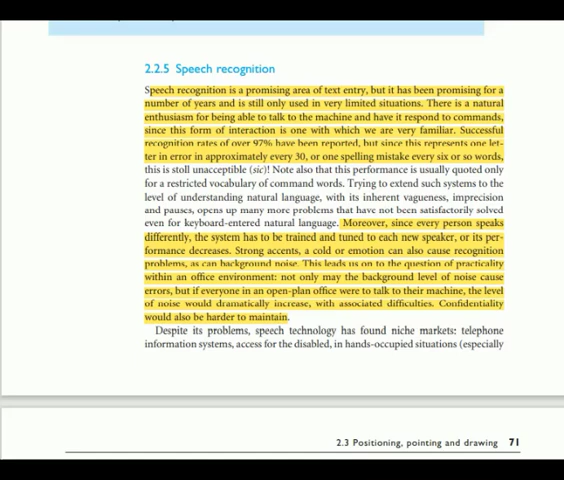 2.2.5 Speech recognition
Speech recognition is a promising area of text entry, but it has been promising for a
number of years and is still only used in very limited situations. There is a natural
enthusiasm for being able to talk to the machine and have it respond to commands,
since this form of interaction is one with which we are very familiar. Successful
recognition rates of over 97% have been reported, but since this represents one let-
ter in error in approximately every 30, or one spelling mistake every six or so words,
this is stoll unacceptible (sic)! Note also that this performance is usually quoted only
for a restricted vocabulary of command words. Trying to extend such systems to the
level of understanding natural language, with its inherent vagueness, imprecision
and pauses, opens up many more problems that have not been satisfactorily solved
even for keyboard-entered natural language. Moreover, since every person speaks
differently, the system has to be trained and tuned to each new speaker, or its per-
formance decreases. Strong accents, a cold or emotion can also cause recognition
problems, as can background noise. This leads us on to the question of practicality
within an office environment: not only may the background level of noise cause
errors, but if everyone in an open-plan office were to talk to their machine, the level
of noise would dramatically increase, with associated difficulties. Confidentiality
would also be harder to maintain.
Despite its problems, speech technology has found niche markets: telephone
information systems, access for the disabled, in hands-occupied situations (especially
2.3 Positioning, pointing and drawing 71